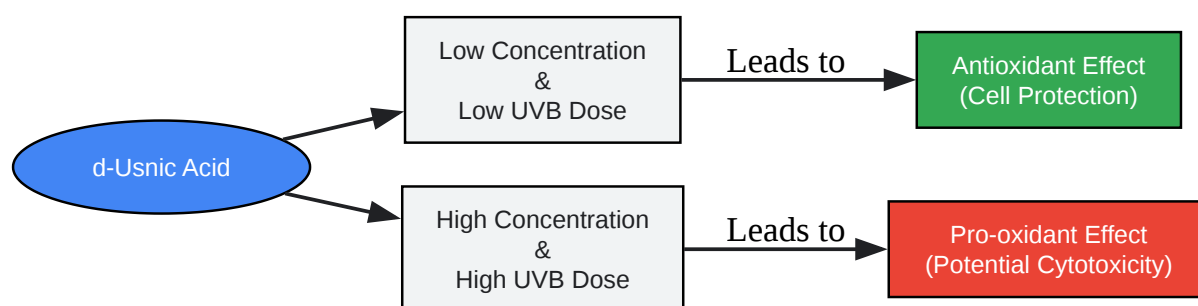 d-Usnic Acid
Low Concentration
&
Low UVB Dose
Leads to
Antioxidant Effect
(Cell Protection)
High Concentration
&
High UVB Dose
Leads to
Pro-oxidant Effect
(Potential Cytotoxicity)